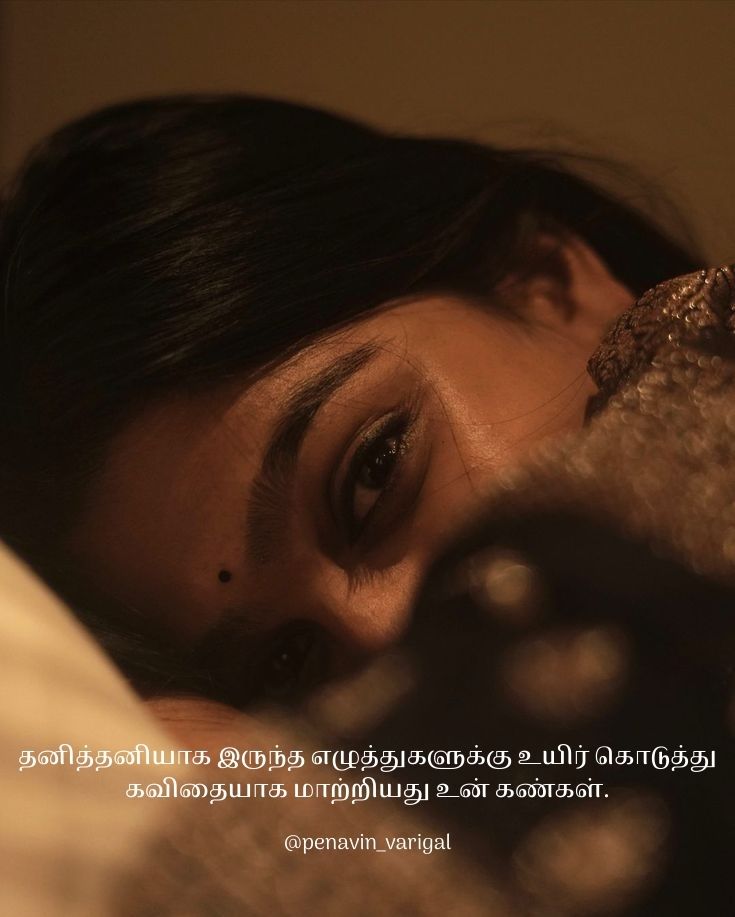 தனித்தனியாக இருந்த எழுத்துகளுக்கு உயிர் கொடுத்து
கவிதையாக மாற்றியது உன் கண்கள்.
@penavin_varigal